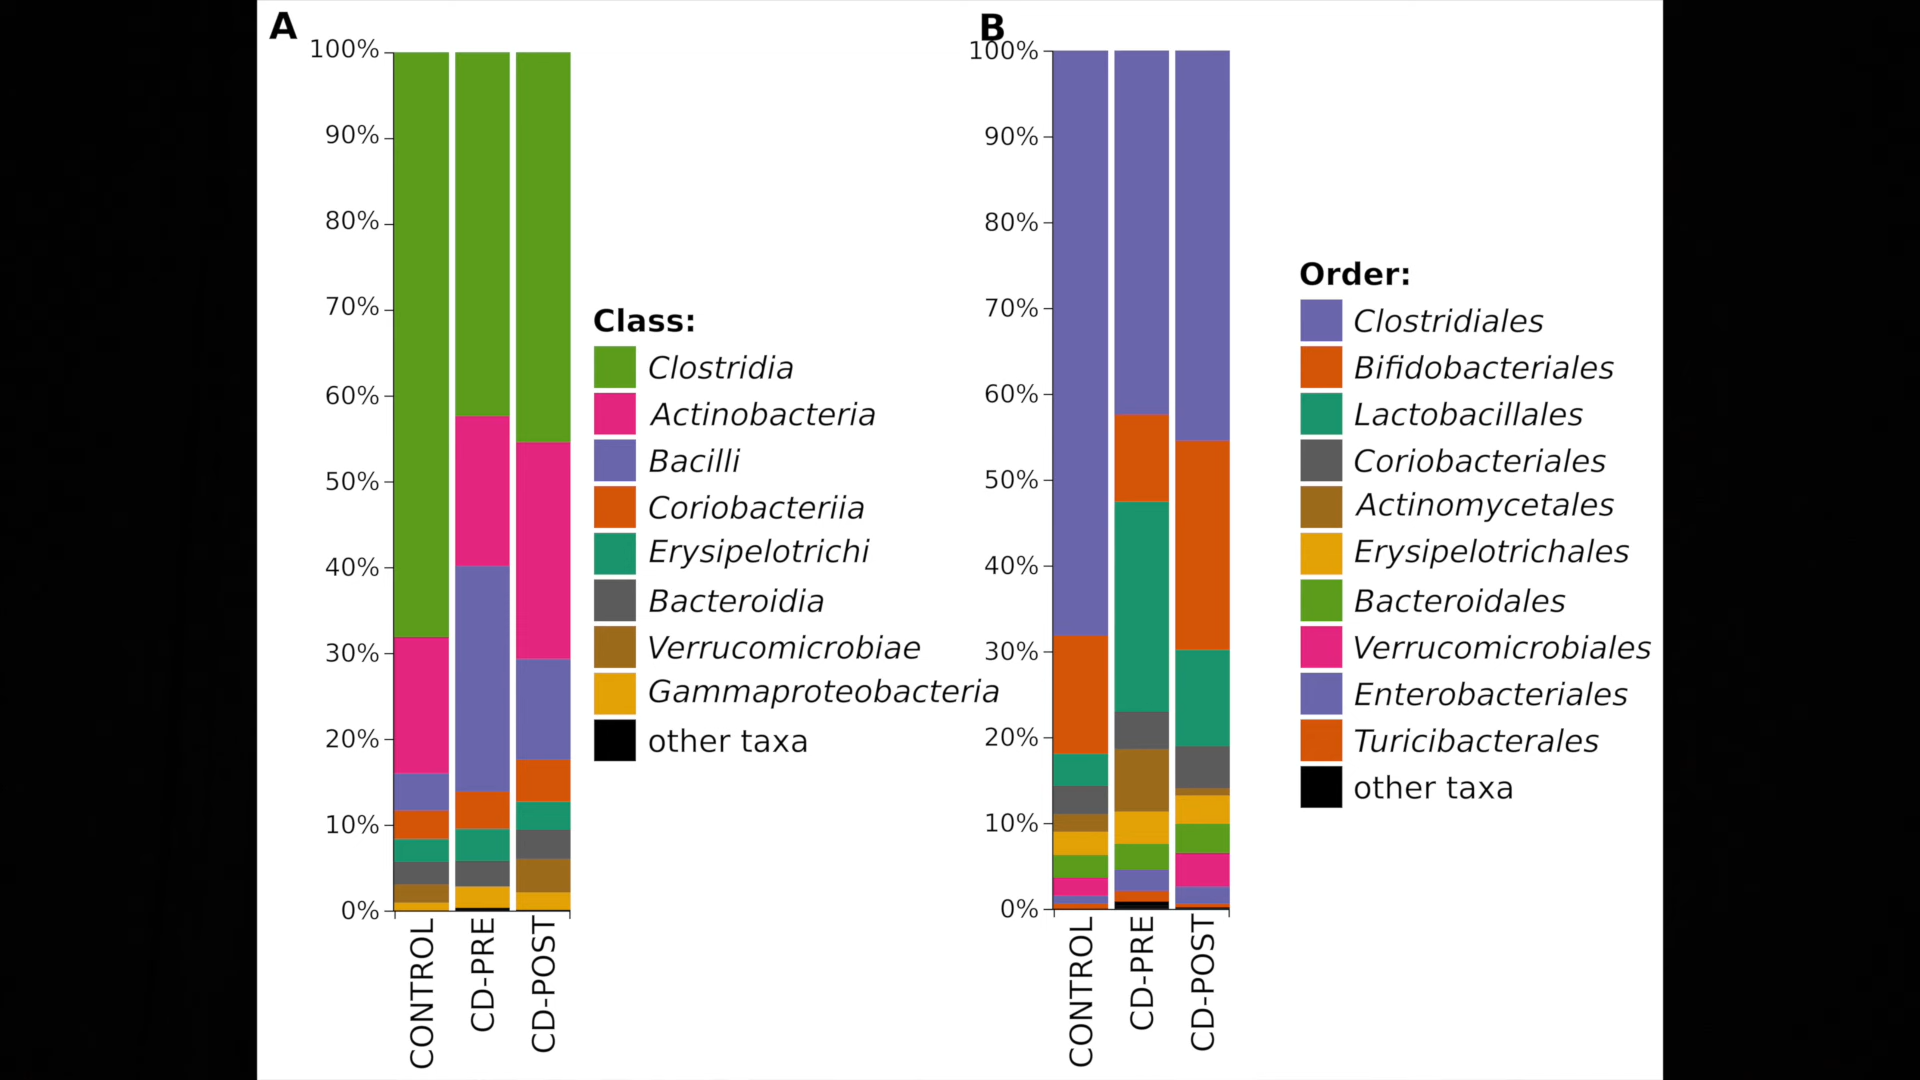 A
100%
90%
80%
70%
60%
50%
40%
30%
20%
10%
0%
CONTROL
CD-PRE
CD-POST
Class:
Clostridia
Actinobacteria
Bacilli
Coriobacteriia
Erysipelotrichi
Bacteroidia
Verrucomicrobiae
Gammaproteobacteria
other taxa
B
100%
90%
80%
70%
60%
50%
40%
30%
20%
10%
0%
CONTROL
CD-PRE
CD-POST
Order:
Clostridiales
Bifidobacteriales
Lactobacillales
Coriobacteriales
Actinomycetales
Erysipelotrichales
Bacteroidales
Verrucomicrobiales
Enterobacteriales
Turicibacterales
other taxa